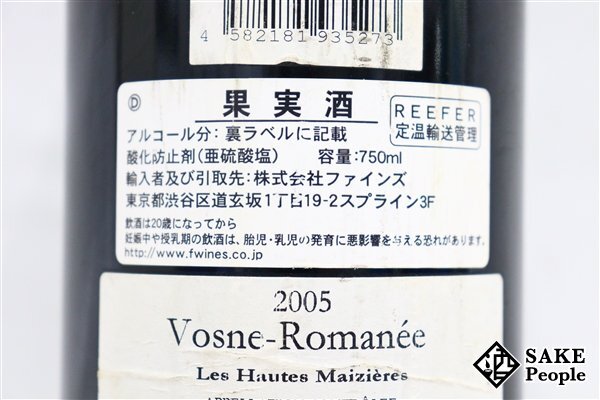 4 582181 935273
Ⓓ 果実酒
REEFER
定温輸送管理
アルコール分：裏ラベルに記載
酸化防止剤(亜硫酸塩) 容量：750ml
輸入者及び引取先：株式会社ファインズ
東京都渋谷区道玄坂1丁目19-2スプライン3F
飲酒は20歳になってから
妊娠中や授乳期の飲酒は、胎児・乳児の発育に悪影響を与える恐れがあります。
http://www.fwines.co.jp
2005
Vosne-Romanée
Les Hautes Maizières
SAKE
People